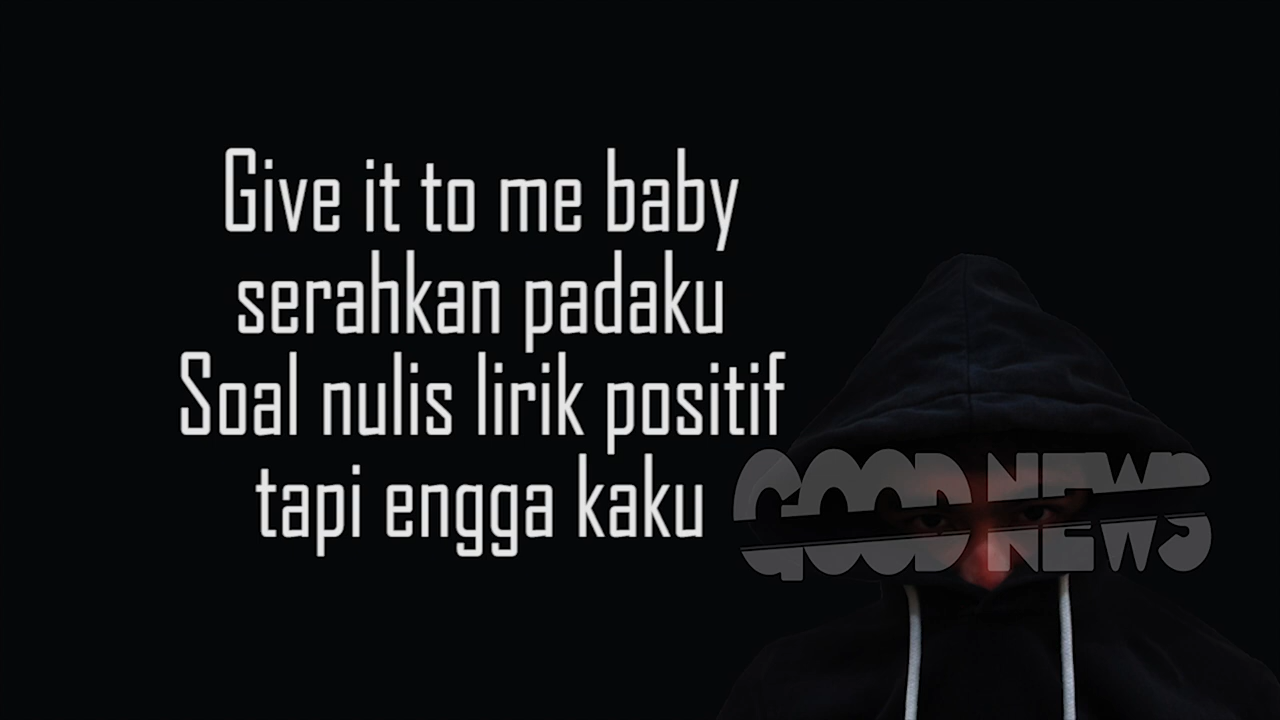 Give it to me baby
serahkan padaku
Soal nulis lirik positif
tapi engga kaku
GOOD NEWS